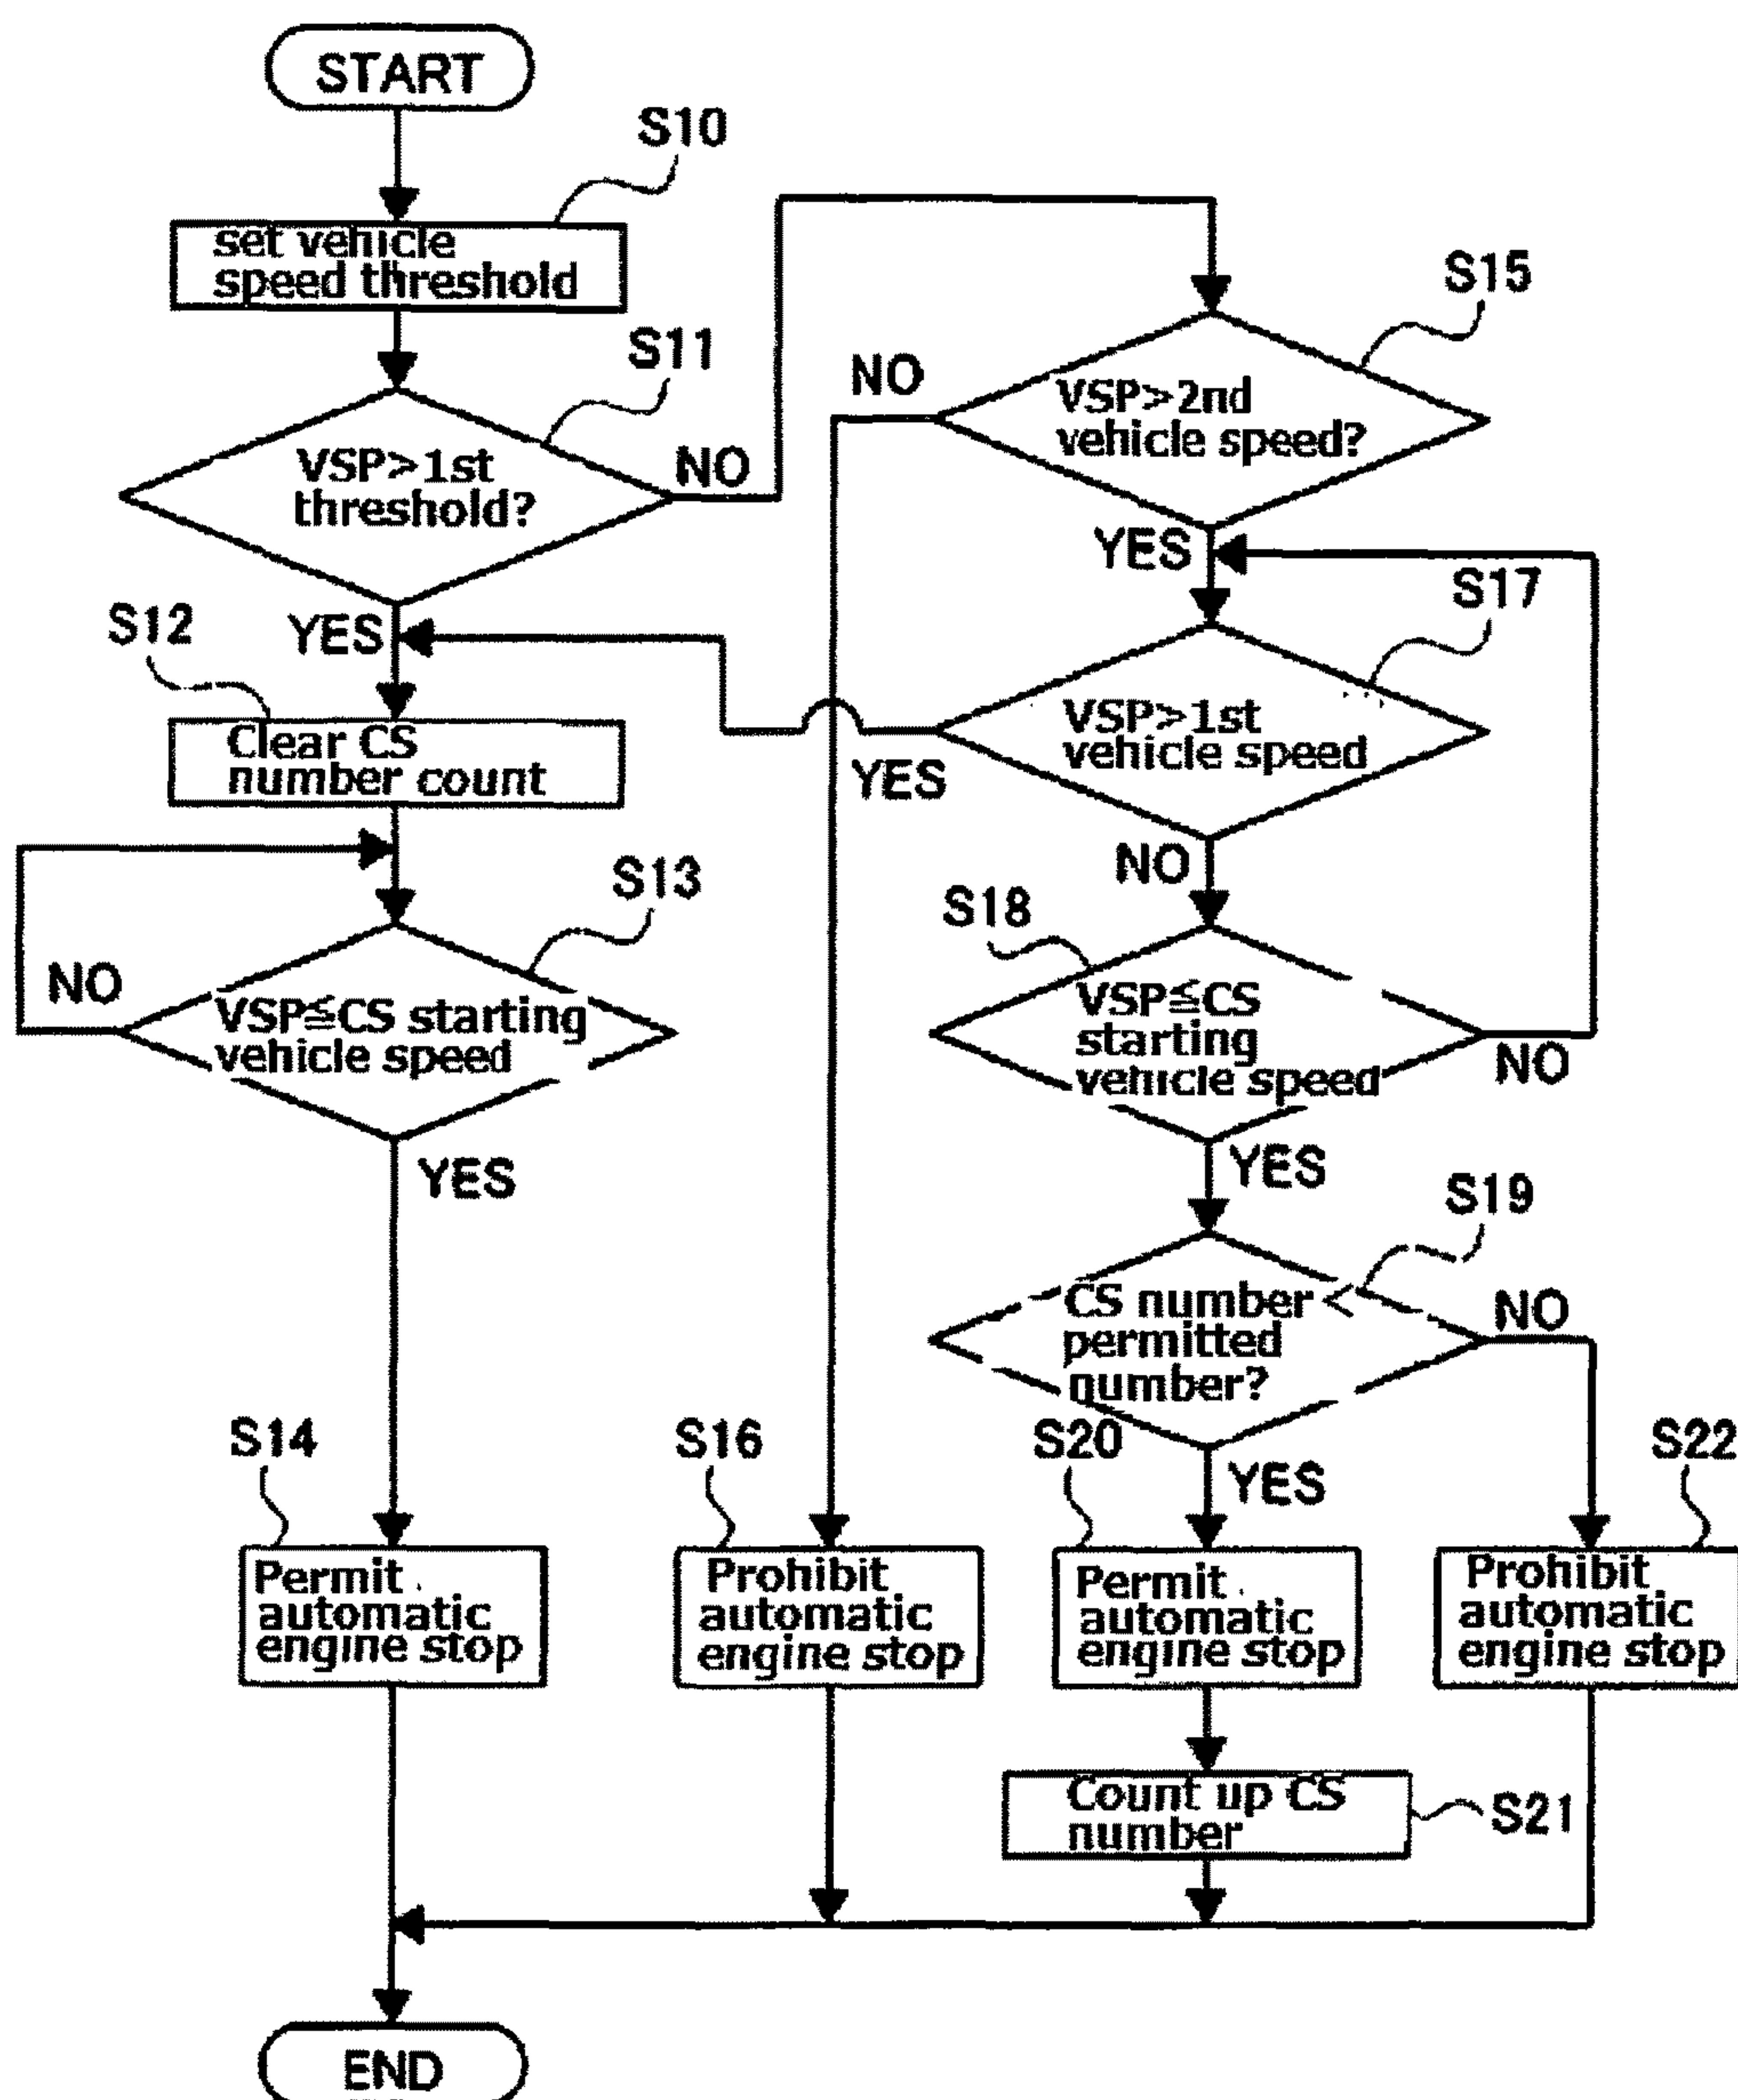 START
S10
set vehicle
speed threshold
S11
VSP>1st
threshold?
NO
YES
S12
Clear CS
number count
S13
NO
VSP≦CS starting
vehicle speed
YES
S14
Permit
automatic
engine stop
S15
NO
VSP>2nd
vehicle speed?
YES
S17
VSP>1st
vehicle speed
YES
NO
S18
VSP≦CS
starting
vehicle speed
NO
YES
S19
CS number <
permitted
number?
NO
YES
S16
Prohibit
automatic
engine stop
S20
Permit
automatic
engine stop
S22
Prohibit
automatic
engine stop
Count up CS
number
S21
END